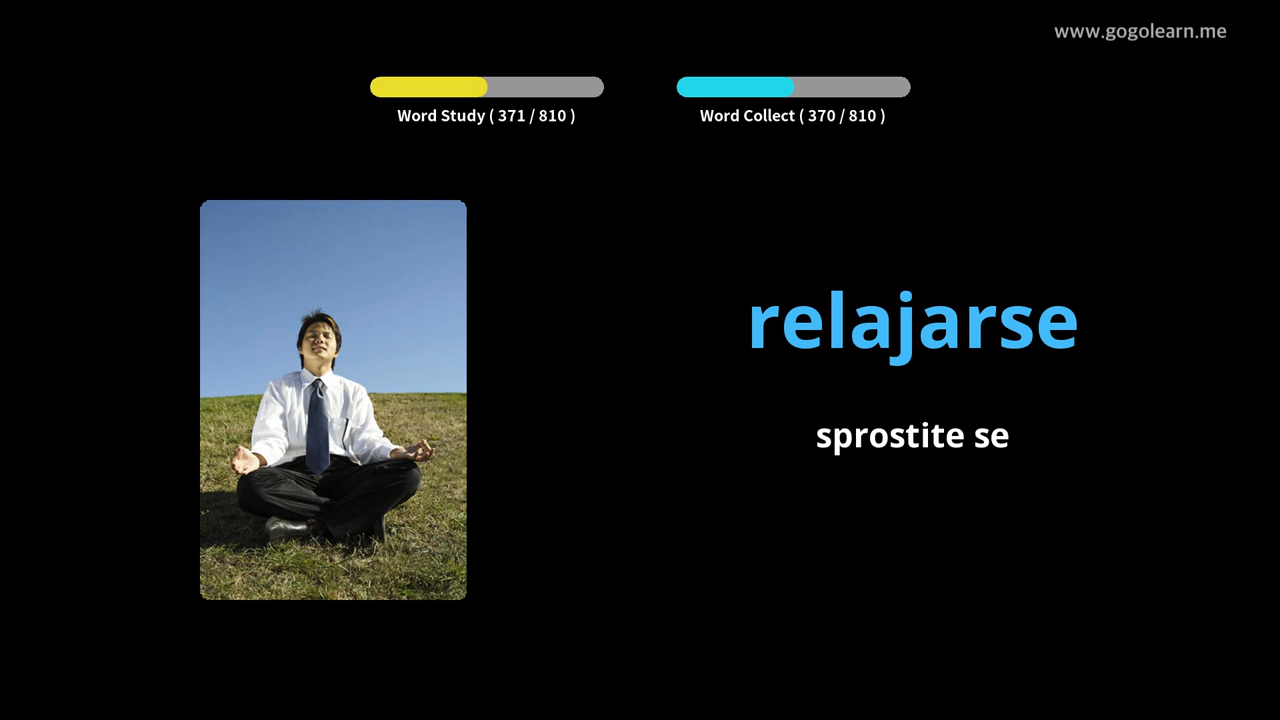 www.gogolearn.me
Word Study ( 371 / 810 )
Word Collect ( 370 / 810 )
relajarse
sprostite se